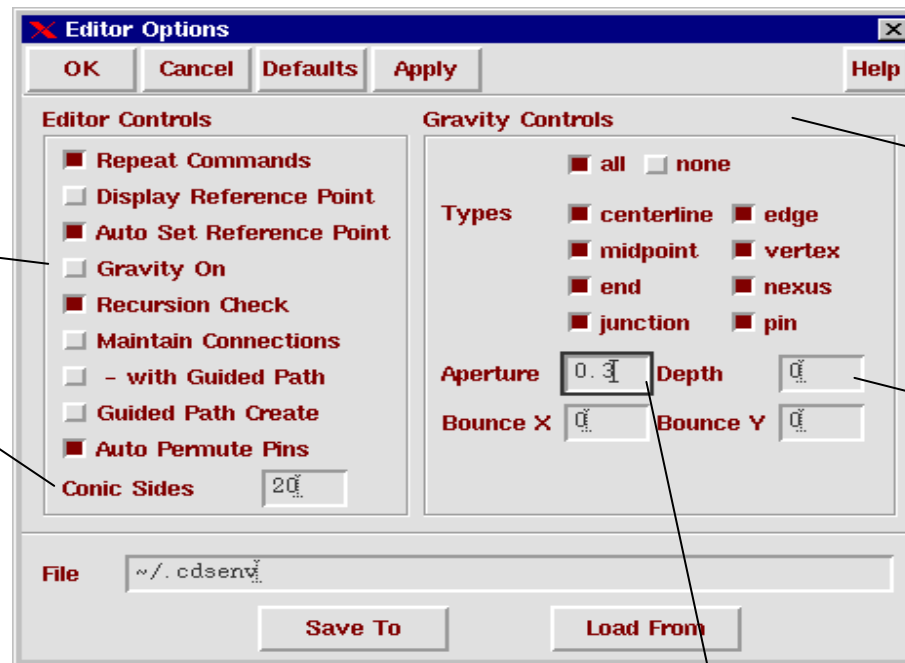 Editor Options
OK Cancel Defaults Apply Help
Editor Controls
Repeat Commands
Display Reference Point
Auto Set Reference Point
Gravity On
Recursion Check
Maintain Connections
- with Guided Path
Guided Path Create
Auto Permute Pins
Conic Sides 20
Gravity Controls
all none
Types centerline edge
midpoint vertex
end nexus
junction pin
Aperture 0.3 Depth 0
Bounce X 0 Bounce Y 0
File ~/.cdsenv
Save To Load From